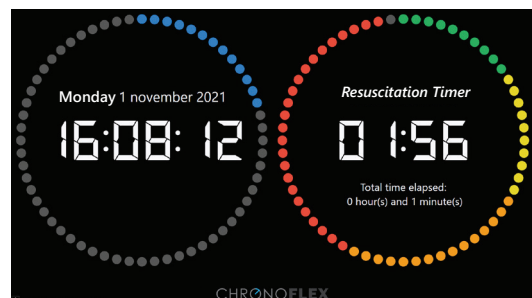 Monday 1 november 2021
16:08:12
Resuscitation Timer
01:56
Total time elapsed:
0 hour(s) and 1 minute(s)
CHRONOFLEX